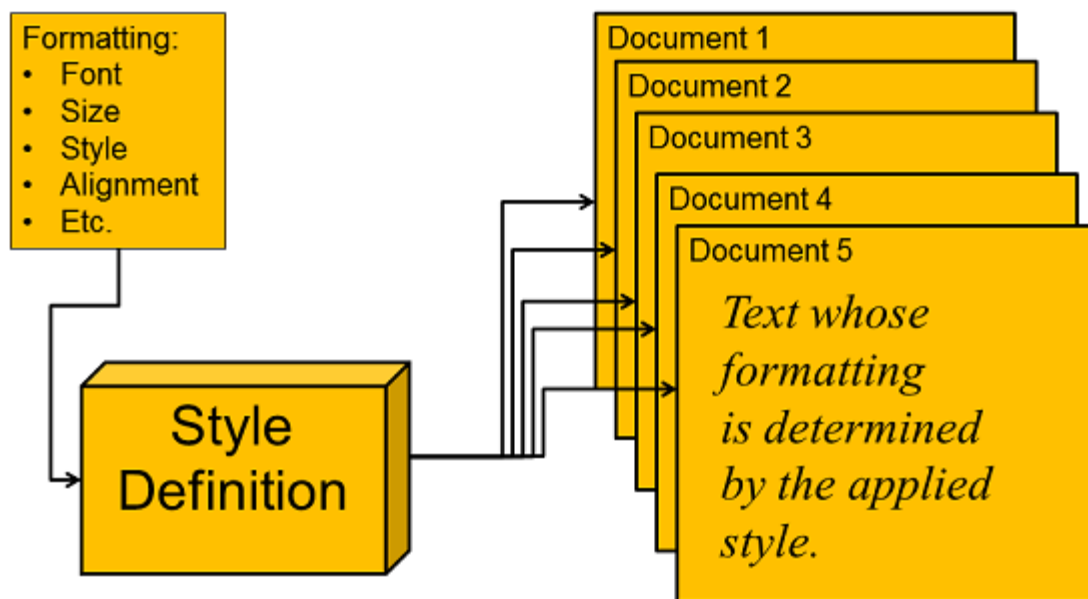 Formatting:
• Font
• Size
• Style
• Alignment
• Etc.
Style
Definition
Document 1
Document 2
Document 3
Document 4
Document 5
Text whose
formatting
is determined
by the applied
style.